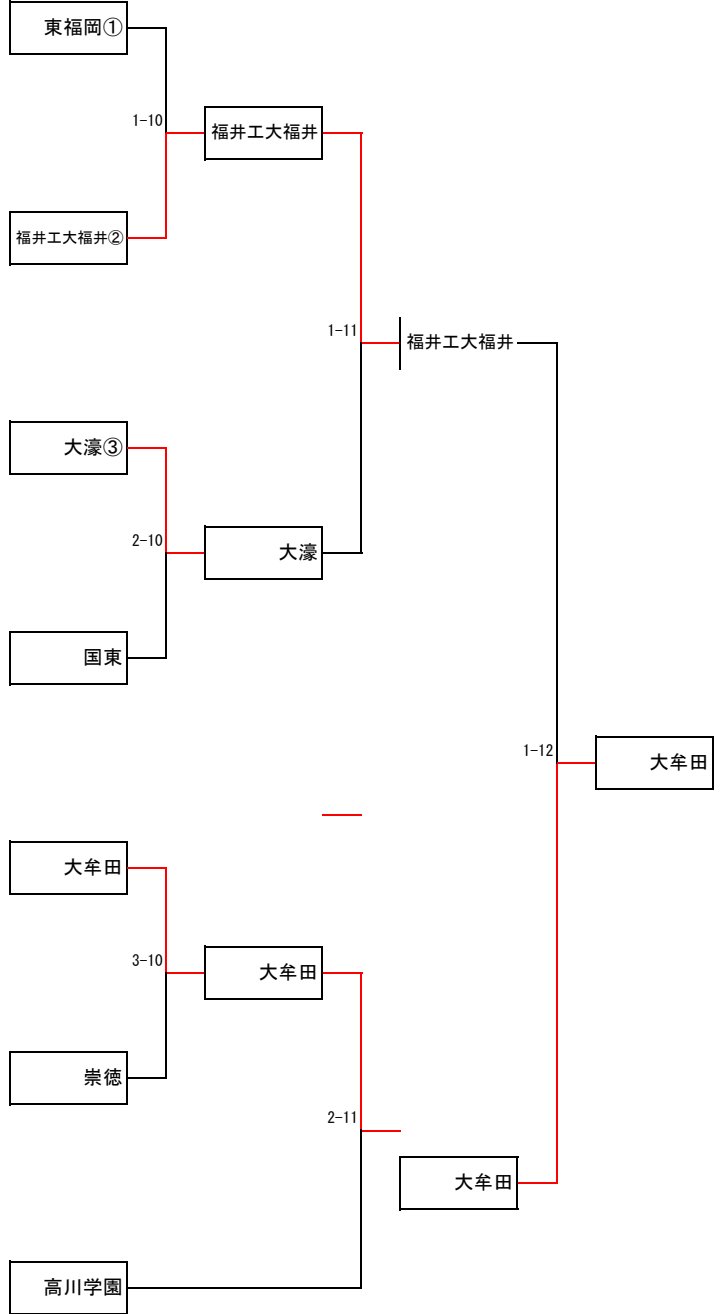 東福岡①
1-10
福井工大福井
福井工大福井②
1-11
福井工大福井
大濠③
2-10
大濠
国東
1-12
大牟田
大牟田
3-10
大牟田
崇徳
2-11
大牟田
高川学園